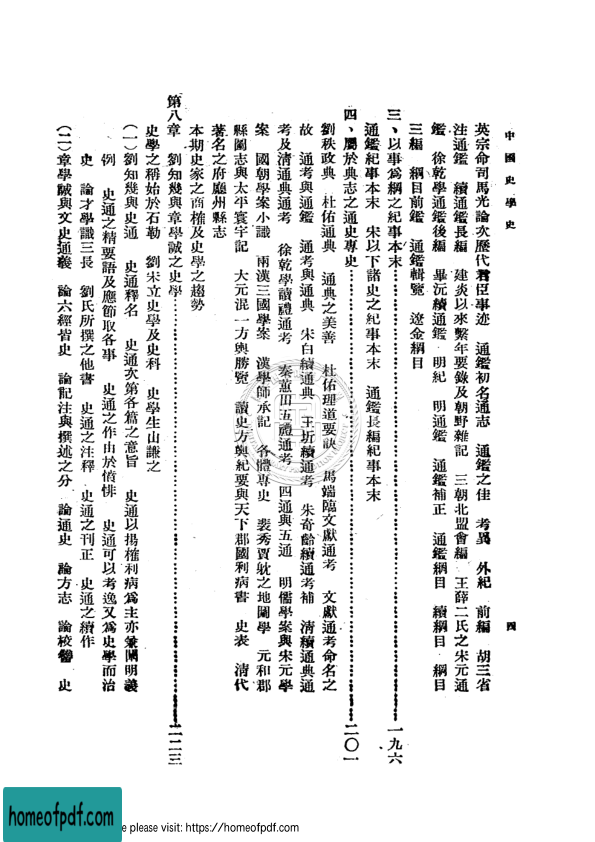 中國史學史
四
英宗命司馬光論次歷代君臣事迹 通鑑初名通志 通鑑之佳 考異 外紀 前編 胡三省
注通鑑 續通鑑長編 建炎以來繫年要錄及朝野雜記 三朝北盟會編 王薛二氏之宋元通
鑑 徐乾學通鑑後編 畢沅續通鑑 明紀 明通鑑 通鑑補正 通鑑綱目 續綱目 綱目
三編 綱目前鑑 通鑑輯覽 遼金綱目
三、以事爲綱之紀事本末……一九六
通鑑紀事本末 宋以下諸史之紀事本末 通鑑長編紀事本末
四、屬於典志之通史專史……二〇一
劉秩政典 杜佑通典 通典之美善 杜佑理道要訣 馬端臨文獻通考 文獻通考命名之
故 通考與通鑑 通考與通典 宋白續通典 王圻續通考 朱奇齡續通考補 清續通典通
考及清通典通考 徐乾學讀禮通考 秦蕙田五禮通考 四通與五通 明儒學案與宋元學
案 國朝學案小識 兩漢三國學案 漢學師承記 各體專史 裴秀賈耽之地圖學 元和郡
縣圖志與太平寰宇記 大元混一方輿勝覽 讀史方輿紀要與天下郡國利病書 史表 清代
著名之府廳州縣志
本期史家之商榷及史學之趨勢
第八章 劉知幾與章學誠之史學……二二三
史學之稱始於石勒 劉宋立史學及史科 史學生山謙之
(一)劉知幾與史通 史通釋名 史通次第各篇之意旨 史通以揚榷利病爲主亦兼闡明義
例 史通之精要語及應節取各事 史通之作由於憤悱 史通可以考逸又爲史學而治
史 論才學識三長 劉氏所撰之他書 史通之注釋 史通之刊正 史通之續作
(二)章學誠與文史通義 論六經皆史 論記注與撰述之分 論通史 論方志 論校讎 史
homeofpdf.com
e please visit: https://homeofpdf.com